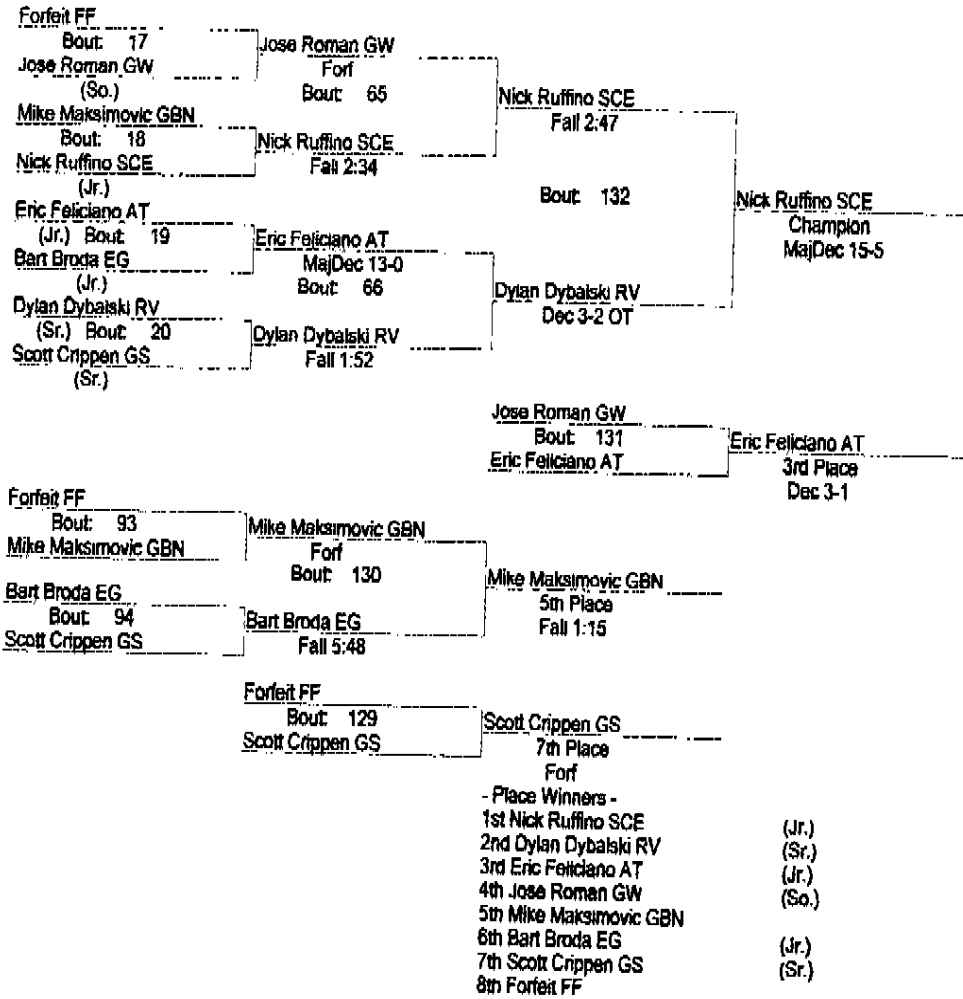 Forfeit FF
Bout: 17
Jose Roman GW
(So.)
Jose Roman GW
Forf
Bout: 65
Mike Maksimovic GBN
Bout: 18
Nick Ruffino SCE
(Jr.)
Nick Ruffino SCE
Fall 2:34
Nick Ruffino SCE
Fall 2:47
Eric Feliciano AT
(Jr.) Bout: 19
Bart Broda EG
(Jr.)
Eric Feliciano AT
MajDec 13-0
Bout: 66
Dylan Dybalski RV
(Sr.) Bout: 20
Scott Crippen GS
(Sr.)
Dylan Dybalski RV
Fall 1:52
Dylan Dybalski RV
Dec 3-2 OT
Bout: 132
Nick Ruffino SCE
Champion
MajDec 15-5
Jose Roman GW
Bout: 131
Eric Feliciano AT
Eric Feliciano AT
3rd Place
Dec 3-1
Forfeit FF
Bout: 93
Mike Maksimovic GBN
Mike Maksimovic GBN
Forf
Bout: 130
Bart Broda EG
Bout: 94
Scott Crippen GS
Bart Broda EG
Fall 5:48
Mike Maksimovic GBN
5th Place
Fall 1:15
Forfeit FF
Bout: 129
Scott Crippen GS
Scott Crippen GS
7th Place
Forf
- Place Winners -
1st Nick Ruffino SCE (Jr.)
2nd Dylan Dybalski RV (Sr.)
3rd Eric Feliciano AT (Jr.)
4th Jose Roman GW (So.)
5th Mike Maksimovic GBN
6th Bart Broda EG (Jr.)
7th Scott Crippen GS (Sr.)
8th Forfeit FF